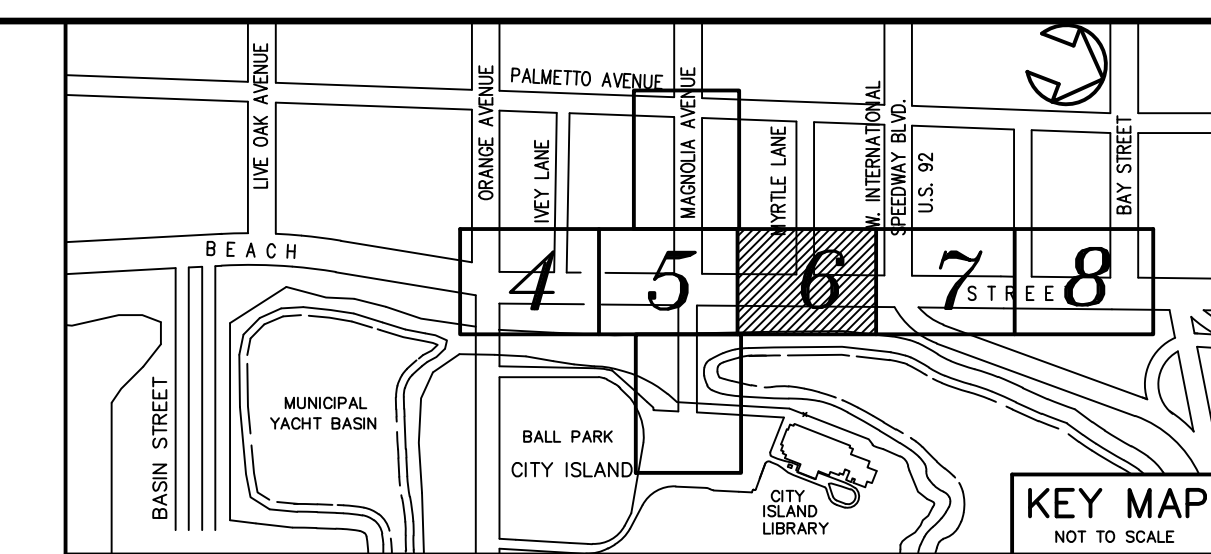 PALMETTO AVENUE
LIVE OAK AVENUE
ORANGE AVENUE
IVEY LANE
MAGNOLIA AVENUE
MYRTLE LANE
W. INTERNATIONAL
SPEEDWAY BLVD.
U.S. 92
BAY STREET
BEACH
4
5
6
7
8
STREE
BASIN STREET
MUNICIPAL
YACHT BASIN
BALL PARK
CITY ISLAND
CITY
ISLAND
LIBRARY
KEY MAP
NOT TO SCALE